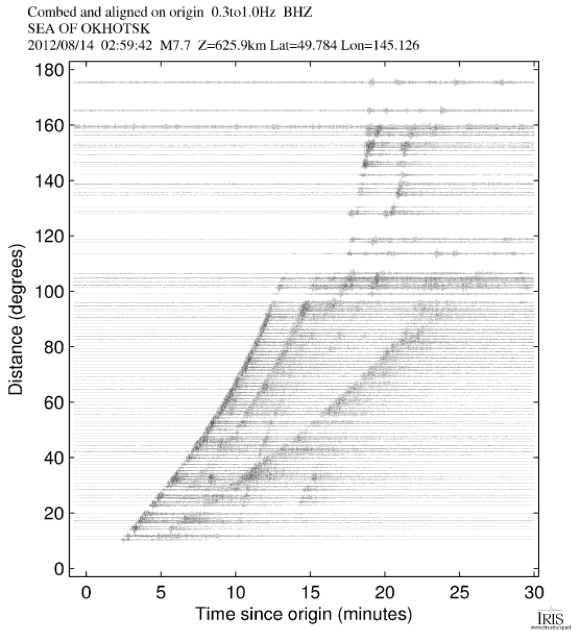 Combed and aligned on origin 0.3to1.0Hz BHZ
SEA OF OKHOTSK
2012/08/14 02:59:42 M7.7 Z=625.9km Lat=49.784 Lon=145.126
180
160
140
120
100
80
60
40
20
0
Distance (degrees)
0 5 10 15 20 25 30
Time since origin (minutes)
IRIS